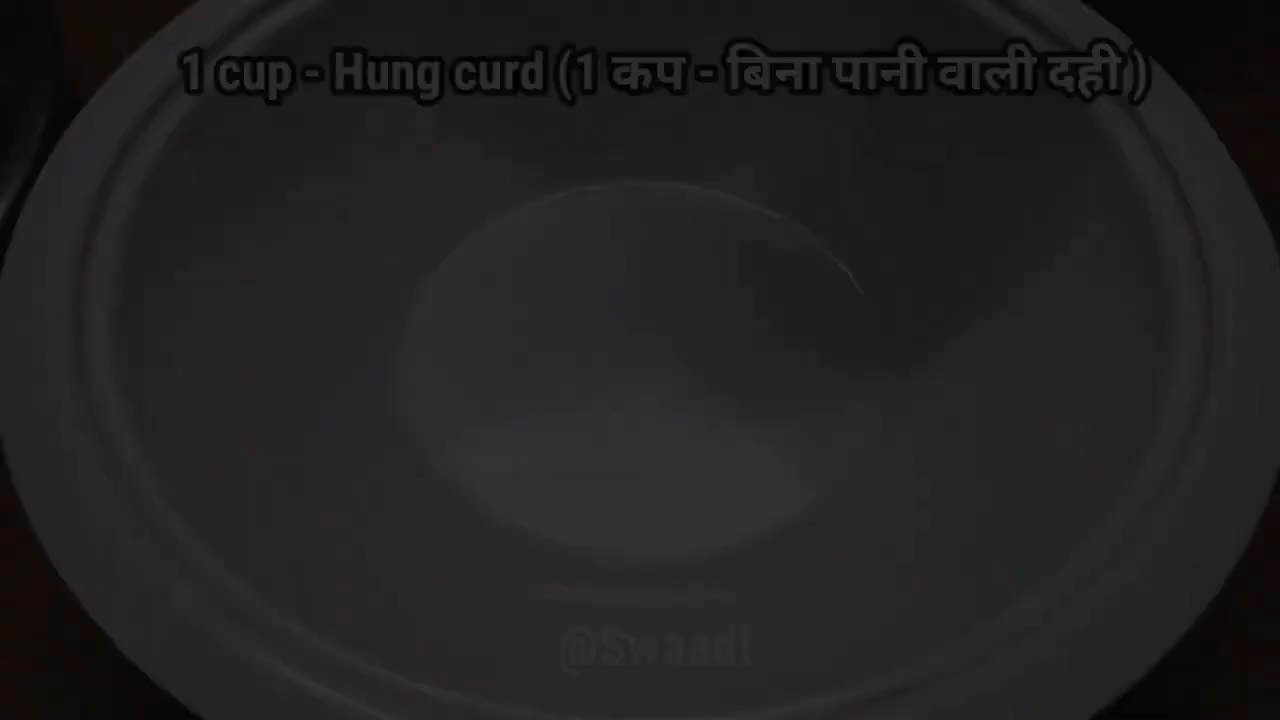 1 cup - Hung curd (1 कप - बिना पानी वाली दही )
@Swaadi